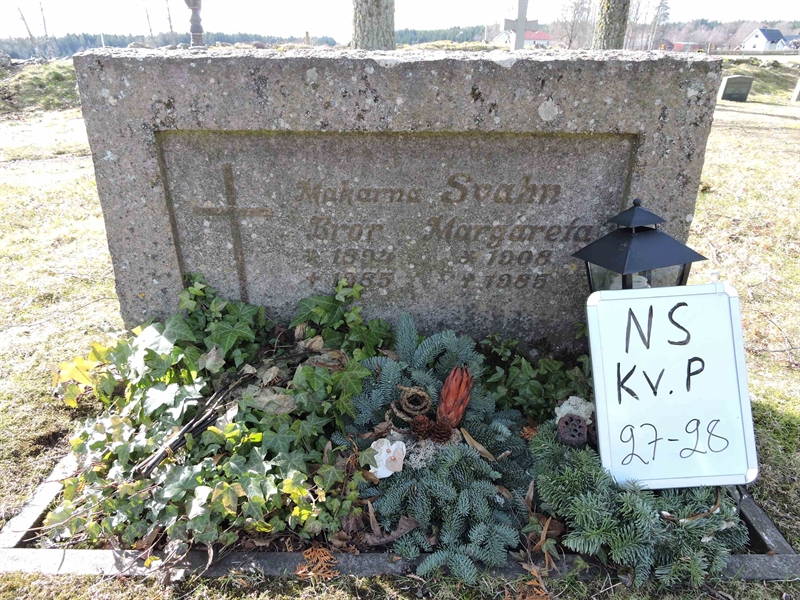 Makarna Svahn
Bror Margareta
* 1894 * 1908
+ 1985 + 1985
NS
Kv. P
27-28